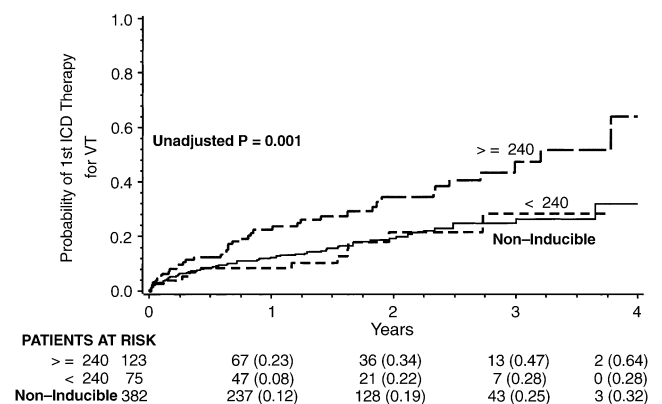 1.0
0.8
0.6
0.4
0.2
0.0
Probability of 1st ICD Therapy
for VT
Unadjusted P = 0.001
> = 240
< 240
Non–Inducible
0 1 2 3 4
Years
PATIENTS AT RISK
> = 240 123 67 (0.23) 36 (0.34) 13 (0.47) 2 (0.64)
< 240 75 47 (0.08) 21 (0.22) 7 (0.28) 0 (0.28)
Non–Inducible 382 237 (0.12) 128 (0.19) 43 (0.25) 3 (0.32)